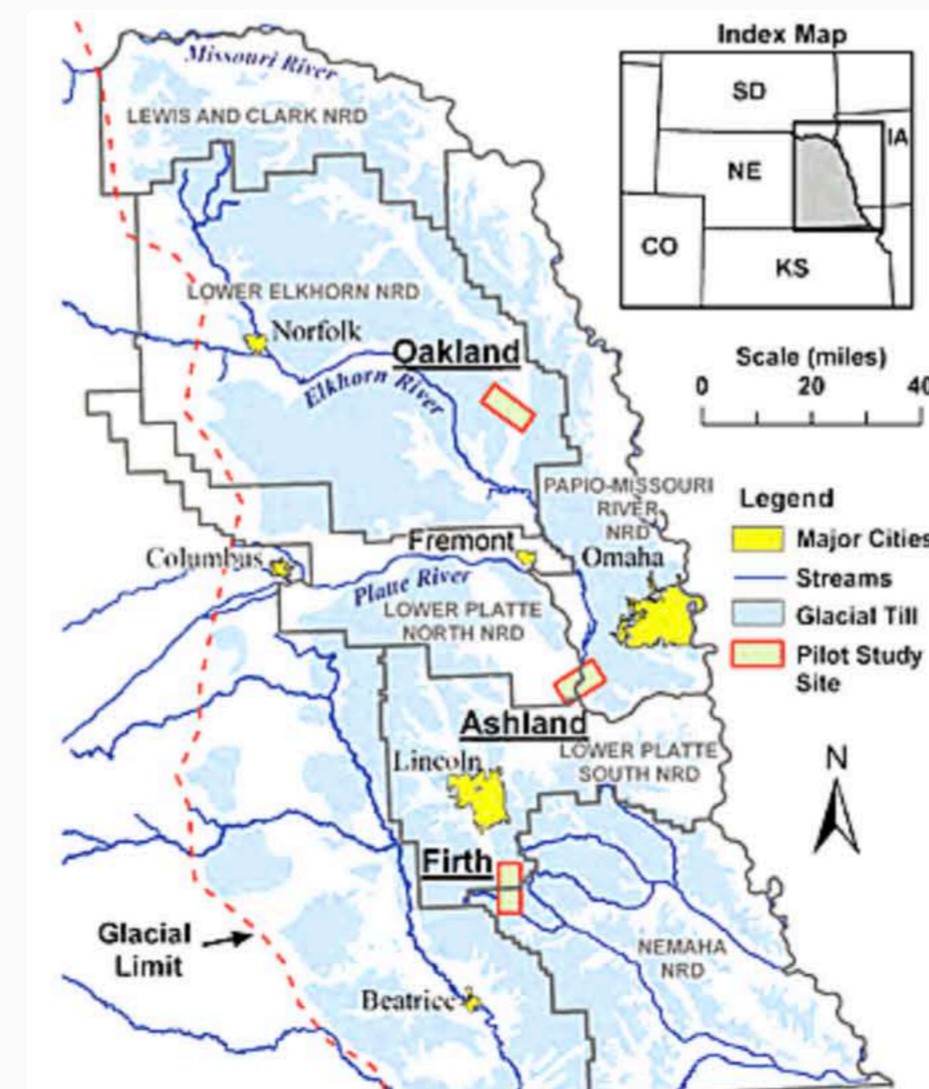 Missouri River
LEWIS AND CLARK NRD
LOWER ELKHORN NRD
Norfolk
Oakland
Elkhorn River
PAPIO-MISSOURI
RIVER
NRD
Fremont
Omaha
Columbus
Platte River
LOWER PLATTE
NORTH NRD
Ashland
LOWER PLATTE
SOUTH NRD
Lincoln
Firth
Glacial
Limit
NEMAHA
NRD
Beatrice
Index Map
SD
NE
IA
CO
KS
Scale (miles)
0 20 40
Legend
Major Cities
Streams
Glacial Till
Pilot Study
Site
N